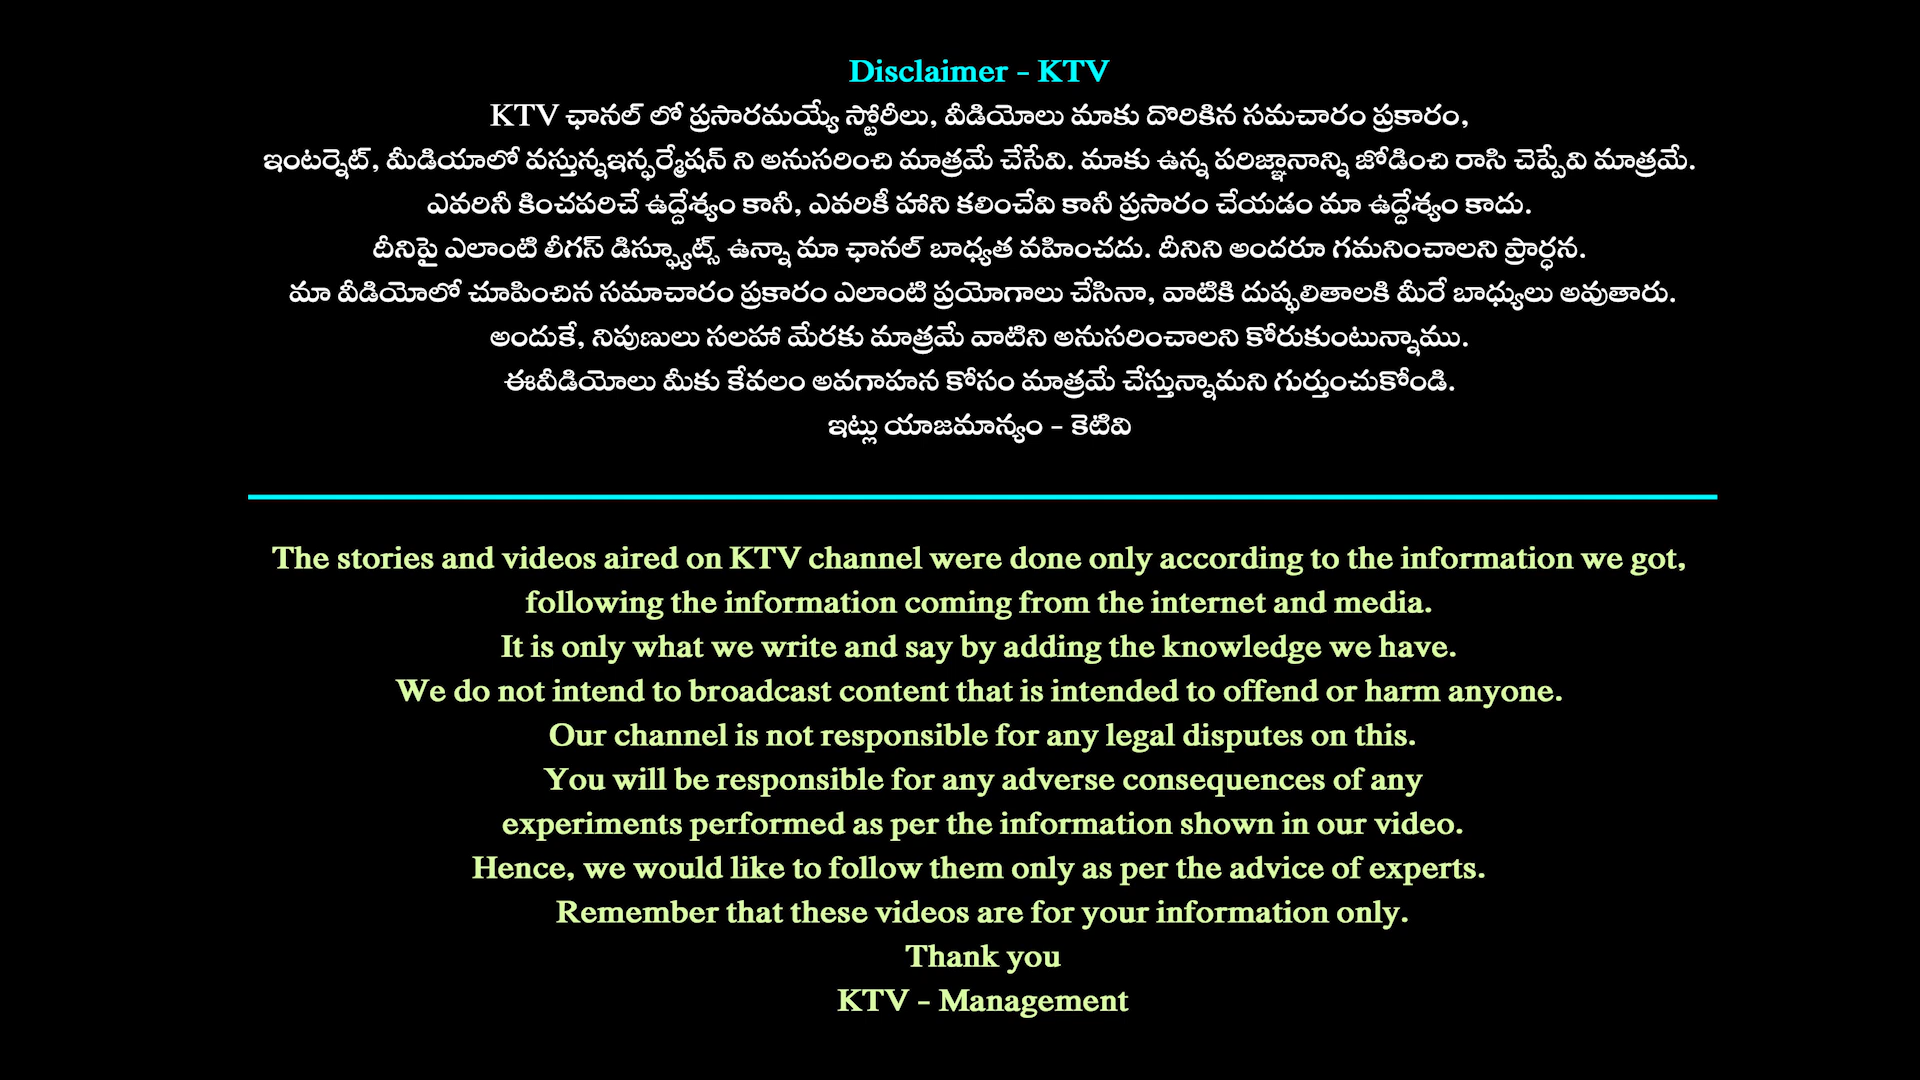 Disclaimer - KTV
KTV ఛానల్ లో ప్రసారమయ్యే స్టోరీలు, వీడియోలు మాకు దొరికిన సమచారం ప్రకారం,
ఇంటర్నెట్, మీడియాలో వస్తున్నఇన్ఫర్మేషన్ ని అనుసరించి మాత్రమే చేసేవి. మాకు ఉన్న పరిజ్ఞానాన్ని జోడించి రాసి చెప్పేవి మాత్రమే.
ఎవరినీ కించపరిచే ఉద్దేశ్యం కానీ, ఎవరికీ హాని కలించేవి కానీ ప్రసారం చేయడం మా ఉద్దేశ్యం కాదు.
దీనిపై ఎలాంటి లీగస్ డిస్ఫ్యూట్స్ ఉన్నా మా ఛానల్ బాధ్యత వహించదు. దీనిని అందరూ గమనించాలని ప్రార్ధన.
మా వీడియోలో చూపించిన సమాచారం ప్రకారం ఎలాంటి ప్రయోగాలు చేసినా, వాటికి దుష్ఫలితాలకి మీరే బాధ్యులు అవుతారు.
అందుకే, నిపుణులు సలహా మేరకు మాత్రమే వాటిని అనుసరించాలని కోరుకుంటున్నాము.
ఈవీడియోలు మీకు కేవలం అవగాహన కోసం మాత్రమే చేస్తున్నామని గుర్తుంచుకోండి.
ఇట్లు యాజమాన్యం - కెటివి
The stories and videos aired on KTV channel were done only according to the information we got,
following the information coming from the internet and media.
It is only what we write and say by adding the knowledge we have.
We do not intend to broadcast content that is intended to offend or harm anyone.
Our channel is not responsible for any legal disputes on this.
You will be responsible for any adverse consequences of any
experiments performed as per the information shown in our video.
Hence, we would like to follow them only as per the advice of experts.
Remember that these videos are for your information only.
Thank you
KTV - Management